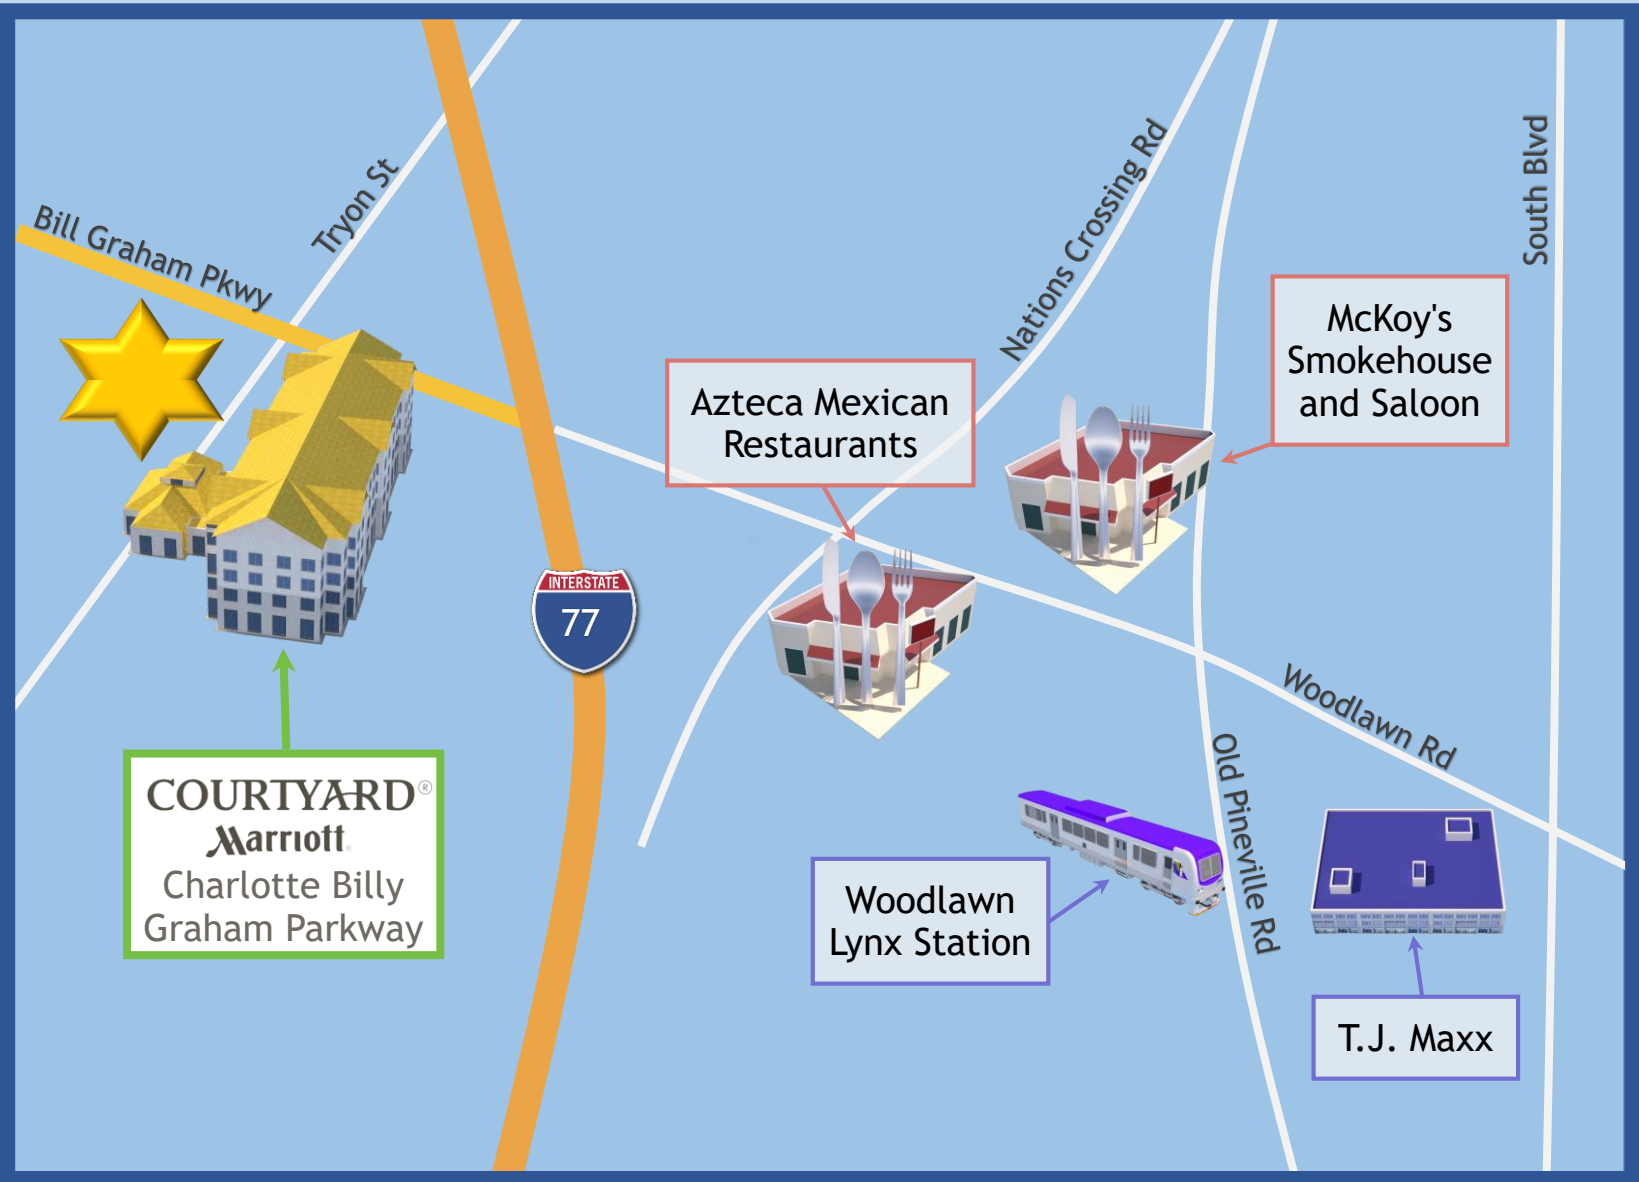 Tryon St
Bill Graham Pkwy
Nations Crossing Rd
South Blvd
McKoy's
Smokehouse
and Saloon
Azteca Mexican
Restaurants
INTERSTATE
77
Woodlawn Rd
Old Pineville Rd
COURTYARD®
Marriott
Charlotte Billy
Graham Parkway
Woodlawn
Lynx Station
T.J. Maxx